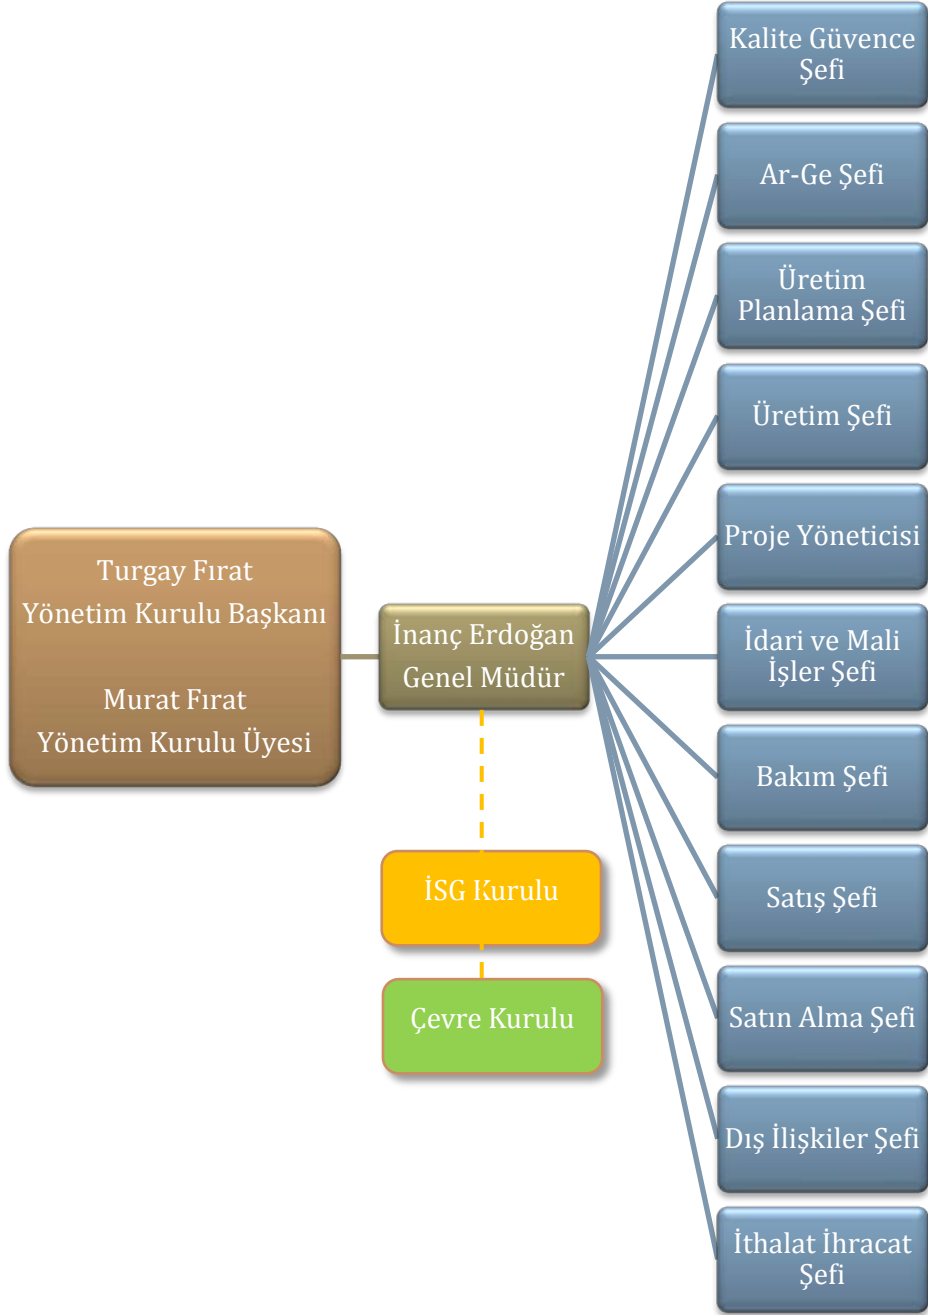 Turgay Fırat
Yönetim Kurulu Başkanı
Murat Fırat
Yönetim Kurulu Üyesi
İnanç Erdoğan
Genel Müdür
İSG Kurulu
Çevre Kurulu
Kalite Güvence
Şefi
Ar-Ge Şefi
Üretim
Planlama Şefi
Üretim Şefi
Proje Yöneticisi
İdari ve Mali
İşler Şefi
Bakım Şefi
Satış Şefi
Satın Alma Şefi
Dış İlişkiler Şefi
İthalat İhracat
Şefi